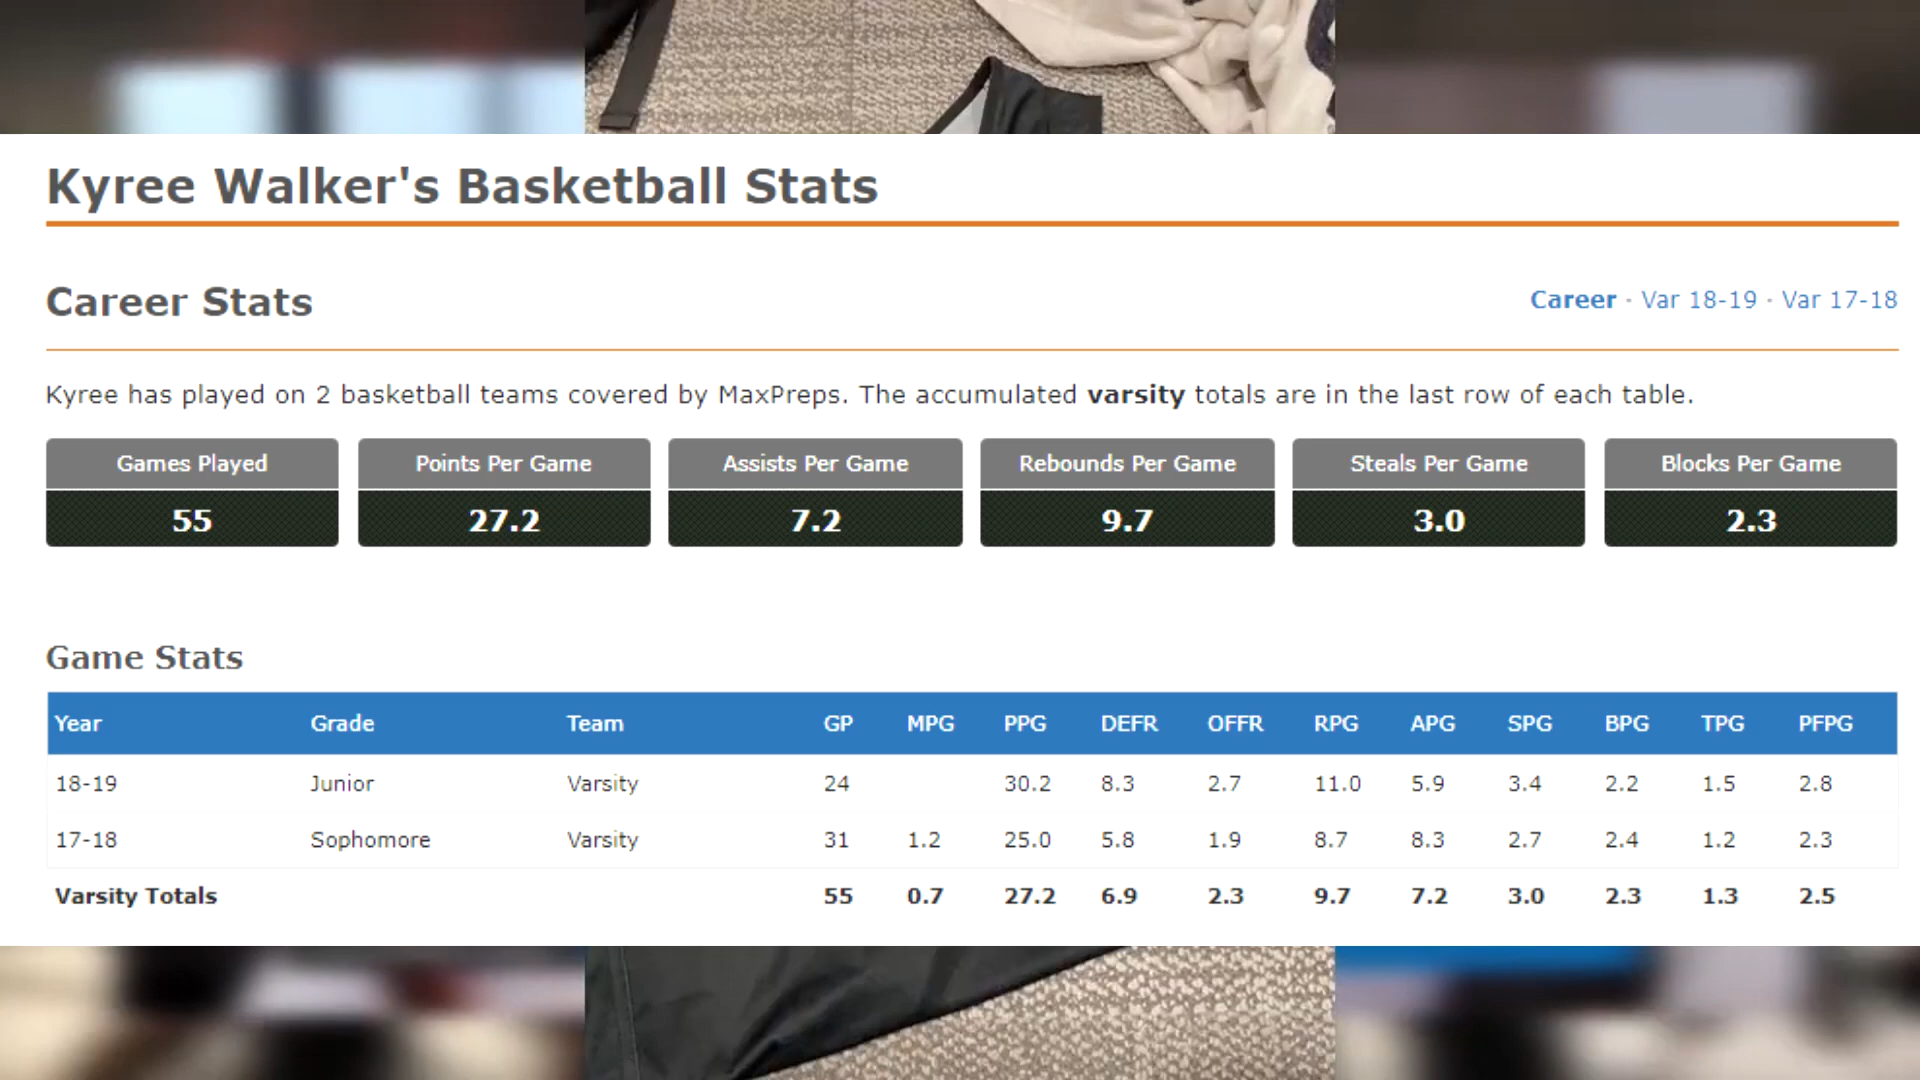 Kyree Walker's Basketball Stats
Career Stats
Career · Var 18-19 · Var 17-18
Kyree has played on 2 basketball teams covered by MaxPreps. The accumulated varsity totals are in the last row of each table.
Games Played Points Per Game Assists Per Game Rebounds Per Game Steals Per Game Blocks Per Game
55 27.2 7.2 9.7 3.0 2.3
Game Stats
Year Grade Team GP MPG PPG DEFR OFFR RPG APG SPG BPG TPG PFPG
18-19 Junior Varsity 24 30.2 8.3 2.7 11.0 5.9 3.4 2.2 1.5 2.8
17-18 Sophomore Varsity 31 1.2 25.0 5.8 1.9 8.7 8.3 2.7 2.4 1.2 2.3
Varsity Totals 55 0.7 27.2 6.9 2.3 9.7 7.2 3.0 2.3 1.3 2.5